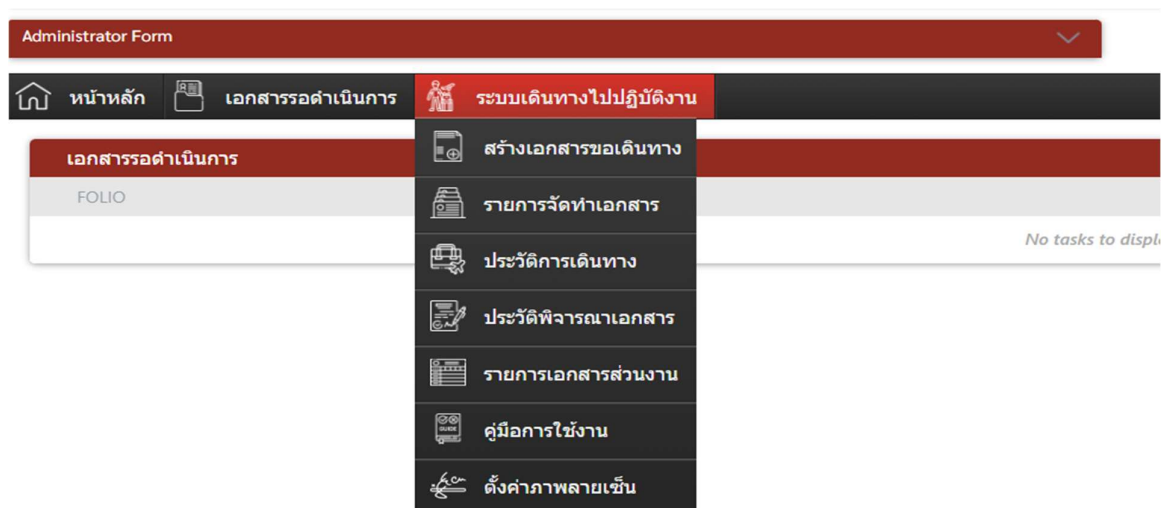 Administrator Form
หน้าหลัก เอกสารรอดำเนินการ ระบบเดินทางไปปฏิบัติงาน
สร้างเอกสารขอเดินทาง
เอกสารรอดำเนินการ
FOLIO
รายการจัดทำเอกสาร
No tasks to displ
ประวัติการเดินทาง
ประวัติพิจารณาเอกสาร
รายการเอกสารส่วนงาน
GUIDE
คู่มือการใช้งาน
ตั้งค่าภาพลายเซ็น